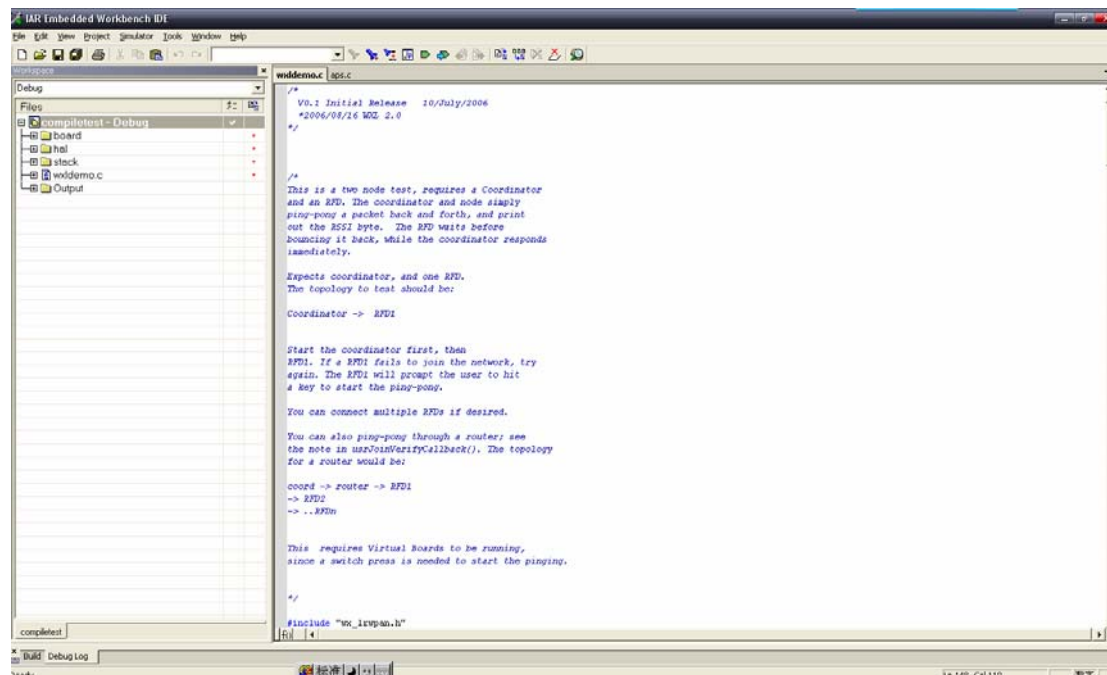 IAR Embedded Workbench IDE
File Edit View Project Simulator Tools Window Help
Workspace
Debug
Files
compiletest - Debug
board
hal
stack
wxldemo.c
Output
compiletest
wxldemo.c aps.c
/*
V0.1 Initial Release 10/July/2006
*2006/08/16 WXL 2.0
*/
/*
This is a two node test, requires a Coordinator
and an RFD. The coordinator and node simply
ping-pong a packet back and forth, and print
out the RSSI byte. The RFD waits before
bouncing it back, while the coordinator responds
immediately.
Expects coordinator, and one RFD.
The topology to test should be:
Coordinator -> RFD1
Start the coordinator first, then
RFD1. If a RFD1 fails to join the network, try
again. The RFD1 will prompt the user to hit
a key to start the ping-pong.
You can connect multiple RFDs if desired.
You can also ping-pong through a router; see
the note in usrJoinVerifyCallback(). The topology
for a router would be:
coord -> router -> RFD1
-> RFD2
-> ..RFDn
This requires Virtual Boards to be running,
since a switch press is needed to start the pinging.
*/
#include "wx_lrwpan.h"
Build Debug Log
标准